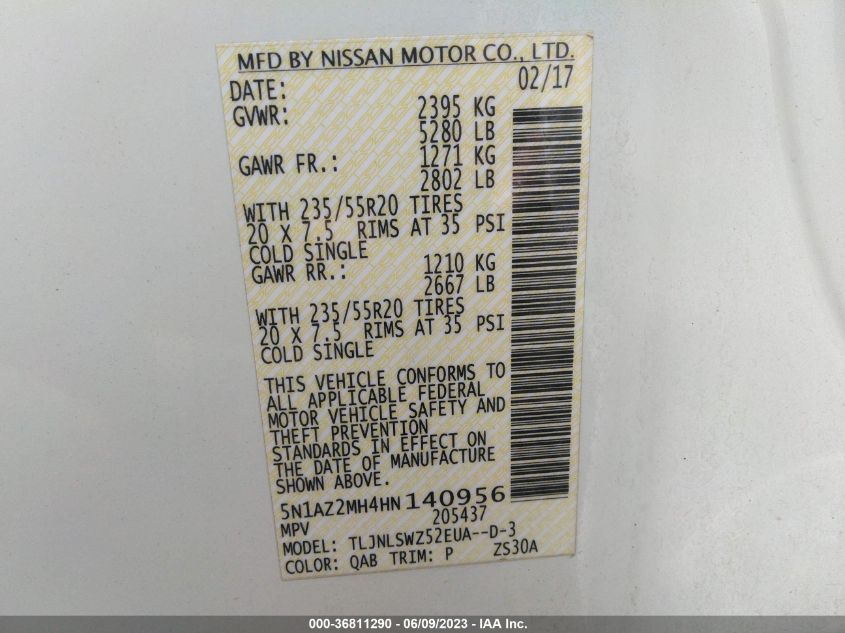 MFD BY NISSAN MOTOR CO., LTD.
DATE: 02/17
GVWR: 2395 KG
5280 LB
GAWR FR.: 1271 KG
2802 LB
WITH 235/55R20 TIRES
20 X 7.5 RIMS AT 35 PSI
COLD SINGLE
GAWR RR.: 1210 KG
2667 LB
WITH 235/55R20 TIRES
20 X 7.5 RIMS AT 35 PSI
COLD SINGLE
THIS VEHICLE CONFORMS TO
ALL APPLICABLE FEDERAL
MOTOR VEHICLE SAFETY AND
THEFT PREVENTION
STANDARDS IN EFFECT ON
THE DATE OF MANUFACTURE
SHOWN ABOVE.
5N1AZ2MH4HN140956
MPV 205437
MODEL: TLJNLSWZ52EUA--D-3
COLOR: QAB TRIM: P ZS30A
000-36811290 - 06/09/2023 - IAA Inc.